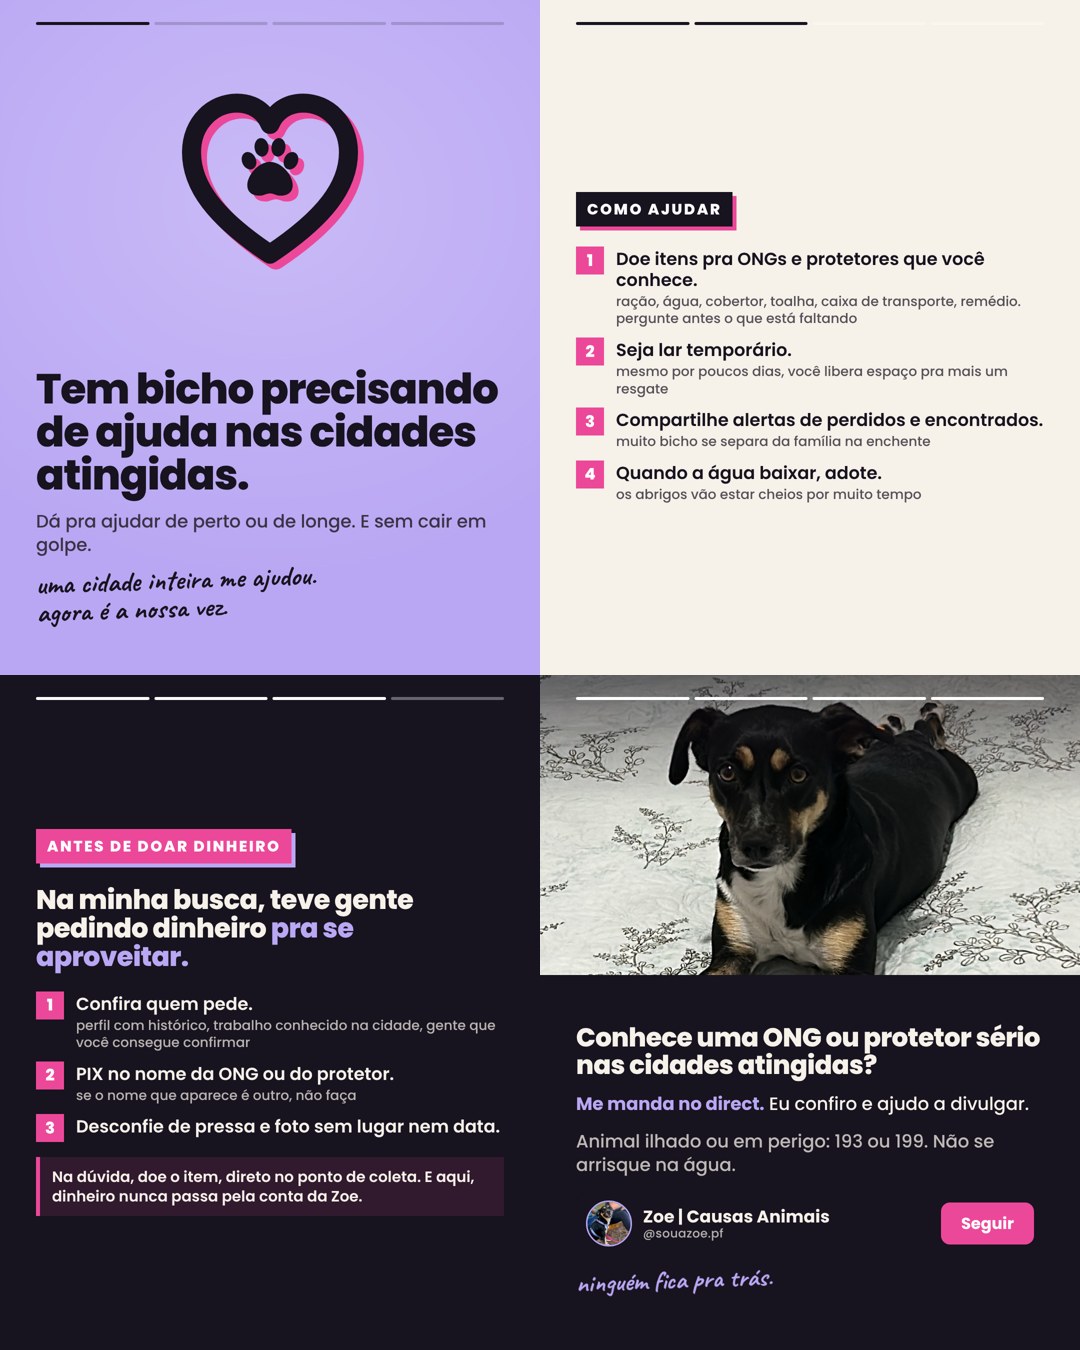 Tem bicho precisando
de ajuda nas cidades
atingidas.
Dá pra ajudar de perto ou de longe. E sem cair em
golpe.
uma cidade inteira me ajudou.
agora é a nossa vez.
COMO AJUDAR
1 Doe itens pra ONGs e protetores que você
conhece.
ração, água, cobertor, toalha, caixa de transporte, remédio.
pergunte antes o que está faltando
2 Seja lar temporário.
mesmo por poucos dias, você libera espaço pra mais um
resgate
3 Compartilhe alertas de perdidos e encontrados.
muito bicho se separa da família na enchente
4 Quando a água baixar, adote.
os abrigos vão estar cheios por muito tempo
ANTES DE DOAR DINHEIRO
Na minha busca, teve gente
pedindo dinheiro pra se
aproveitar.
1 Confira quem pede.
perfil com histórico, trabalho conhecido na cidade, gente que
você consegue confirmar
2 PIX no nome da ONG ou do protetor.
se o nome que aparece é outro, não faça
3 Desconfie de pressa e foto sem lugar nem data.
Na dúvida, doe o item, direto no ponto de coleta. E aqui,
dinheiro nunca passa pela conta da Zoe.
Conhece uma ONG ou protetor sério
nas cidades atingidas?
Me manda no direct. Eu confiro e ajudo a divulgar.
Animal ilhado ou em perigo: 193 ou 199. Não se
arrisque na água.
Zoe | Causas Animais
@souazoe.pf
Seguir
ninguém fica pra trás.